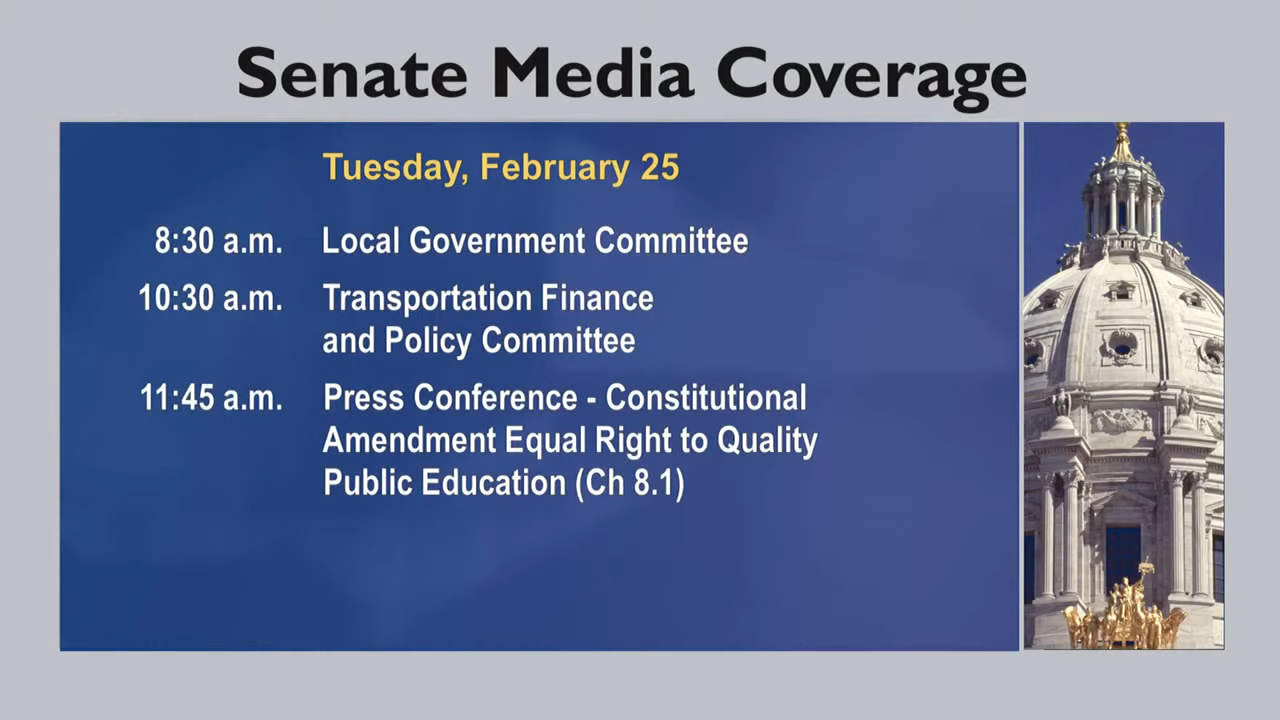 Senate Media Coverage
Tuesday, February 25
8:30 a.m. Local Government Committee
10:30 a.m. Transportation Finance
and Policy Committee
11:45 a.m. Press Conference - Constitutional
Amendment Equal Right to Quality
Public Education (Ch 8.1)